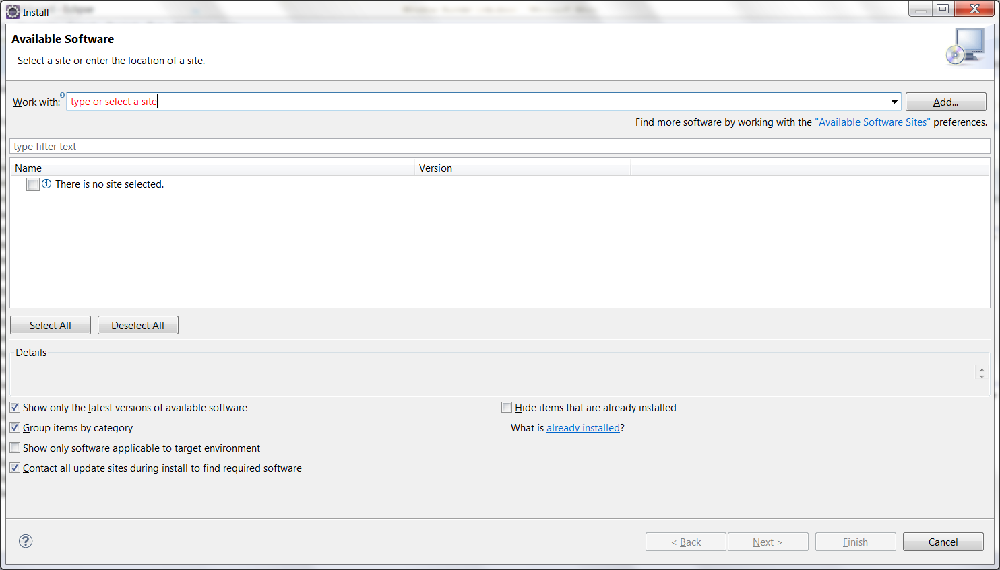 Install
Available Software
Select a site or enter the location of a site.
Work with: type or select a site Add...
Find more software by working with the "Available Software Sites" preferences.
type filter text
Name Version
There is no site selected.
Select All Deselect All
Details
Show only the latest versions of available software Hide items that are already installed
Group items by category What is already installed?
Show only software applicable to target environment
Contact all update sites during install to find required software
? < Back Next > Finish Cancel